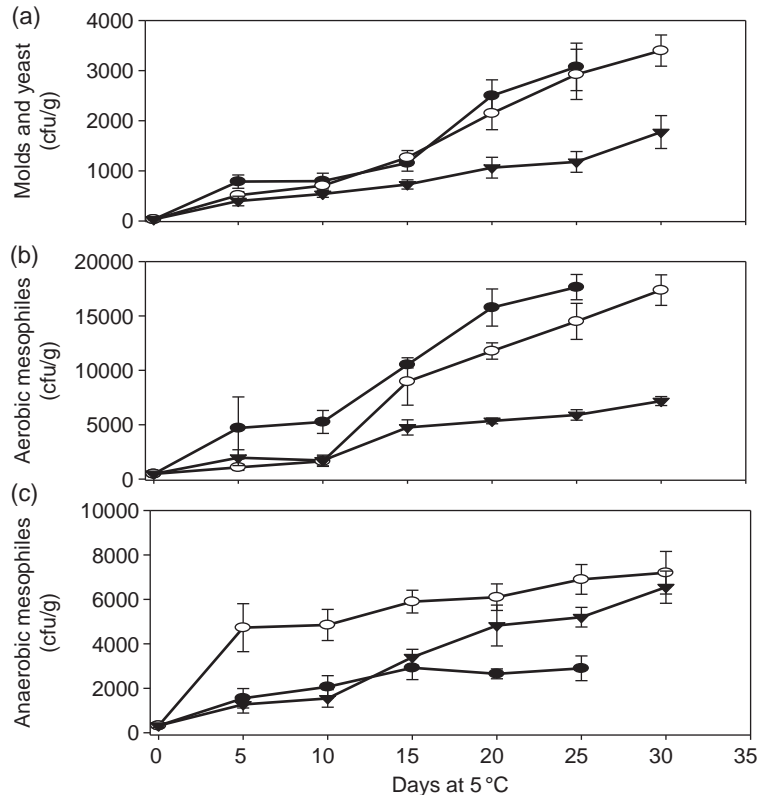 (a)
Molds and yeast
(cfu/g)
4000
3000
2000
1000
0
(b)
Aerobic mesophiles
(cfu/g)
20000
15000
10000
5000
0
(c)
Anaerobic mesophiles
(cfu/g)
10000
8000
6000
4000
2000
0
0 5 10 15 20 25 30 35
Days at 5 °C